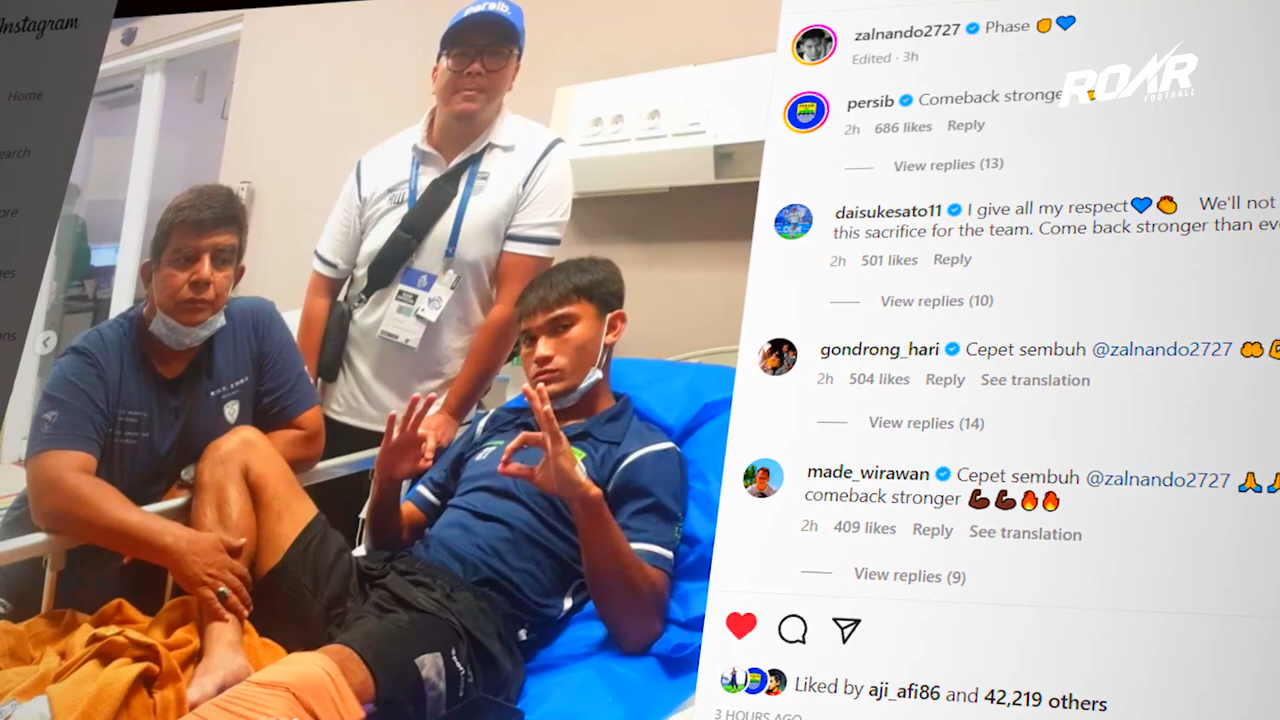 Instagram
Home
earch
ore
ges
ons
persib.
ROAR
FOOTBALL
zalnando2727 Phase ✊💙
Edited · 3h
persib Comeback stronge
2h 686 likes Reply
View replies (13)
daisukesato11 I give all my respect💙👏 We'll not
this sacrifice for the team. Come back stronger than eve
2h 501 likes Reply
View replies (10)
gondrong_hari Cepet sembuh @zalnando2727 🤲
2h 504 likes Reply See translation
View replies (14)
made_wirawan Cepet sembuh @zalnando2727 🙏🙏
comeback stronger 💪🏿💪🏿🔥🔥
2h 409 likes Reply See translation
View replies (9)
Liked by aji_afi86 and 42,219 others
3 HOURS AGO